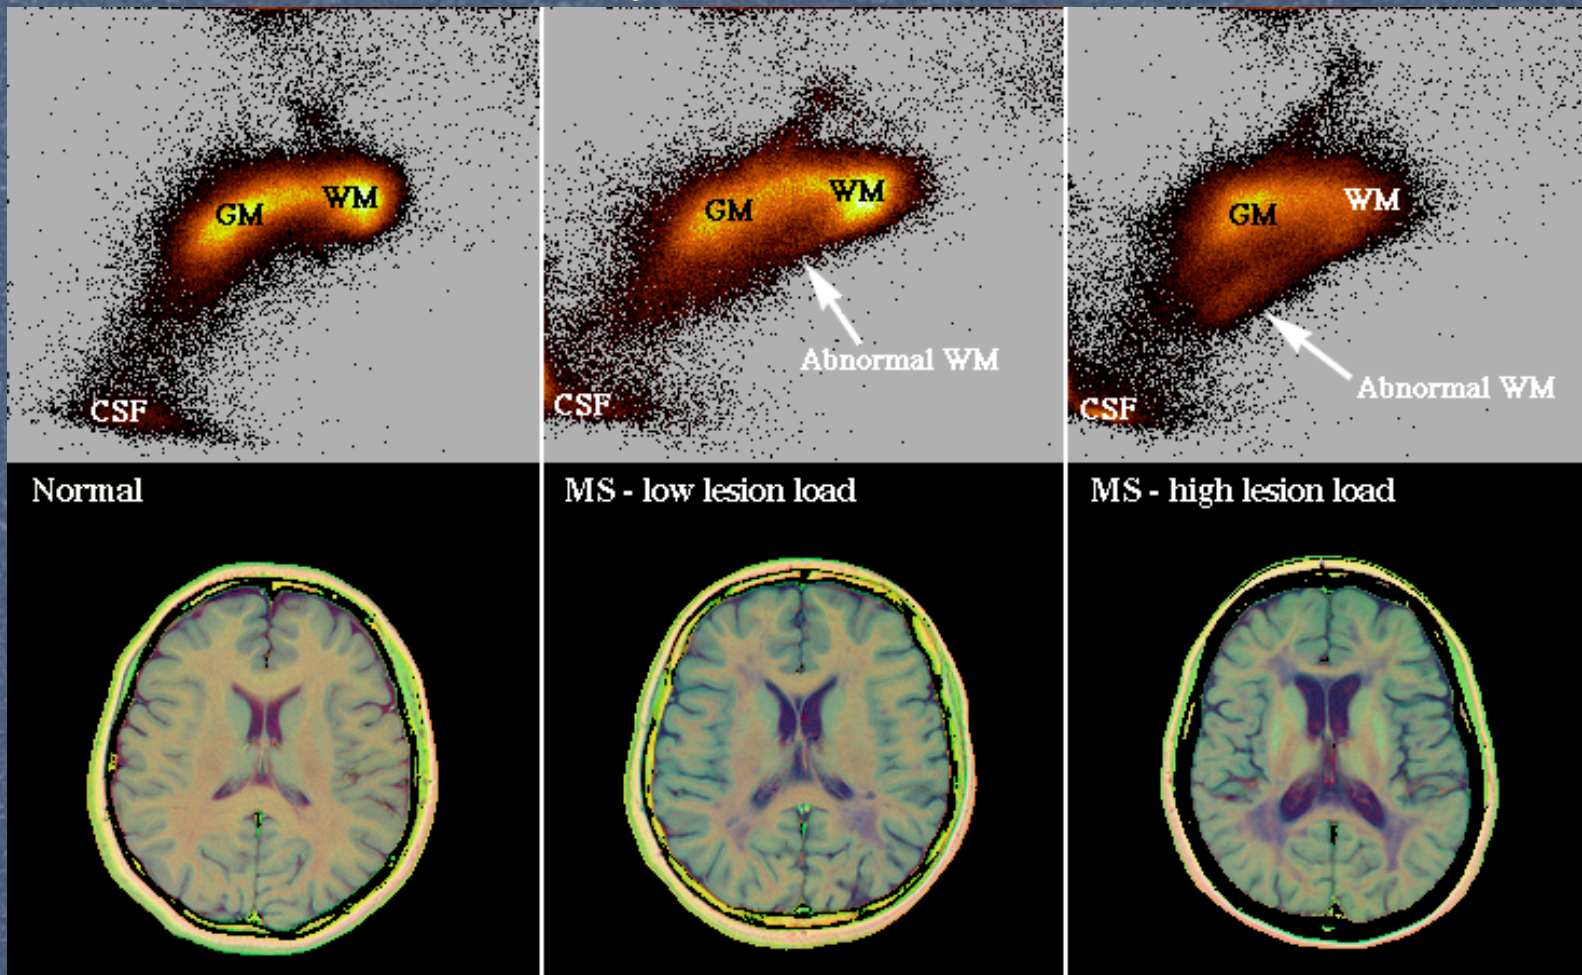 GM
WM
CSF
Normal
GM
WM
Abnormal WM
CSF
MS - low lesion load
GM
WM
Abnormal WM
CSF
MS - high lesion load